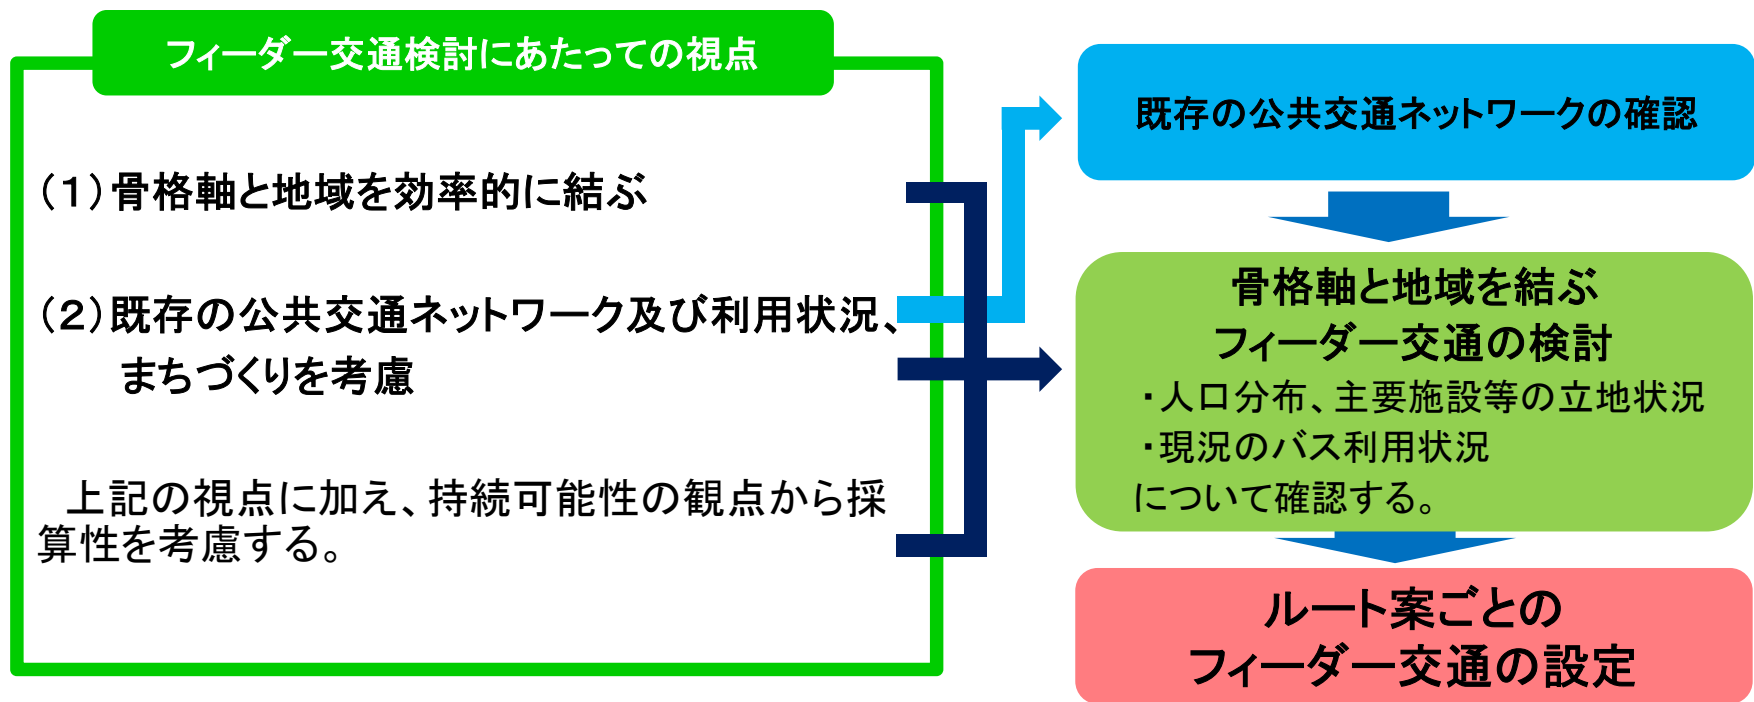 フィーダー交通検討にあたっての視点
（１）骨格軸と地域を効率的に結ぶ
（２）既存の公共交通ネットワーク及び利用状況、
まちづくりを考慮
上記の視点に加え、持続可能性の観点から採
算性を考慮する。
既存の公共交通ネットワークの確認
骨格軸と地域を結ぶ
フィーダー交通の検討
・人口分布、主要施設等の立地状況
・現況のバス利用状況
について確認する。
ルート案ごとの
フィーダー交通の設定